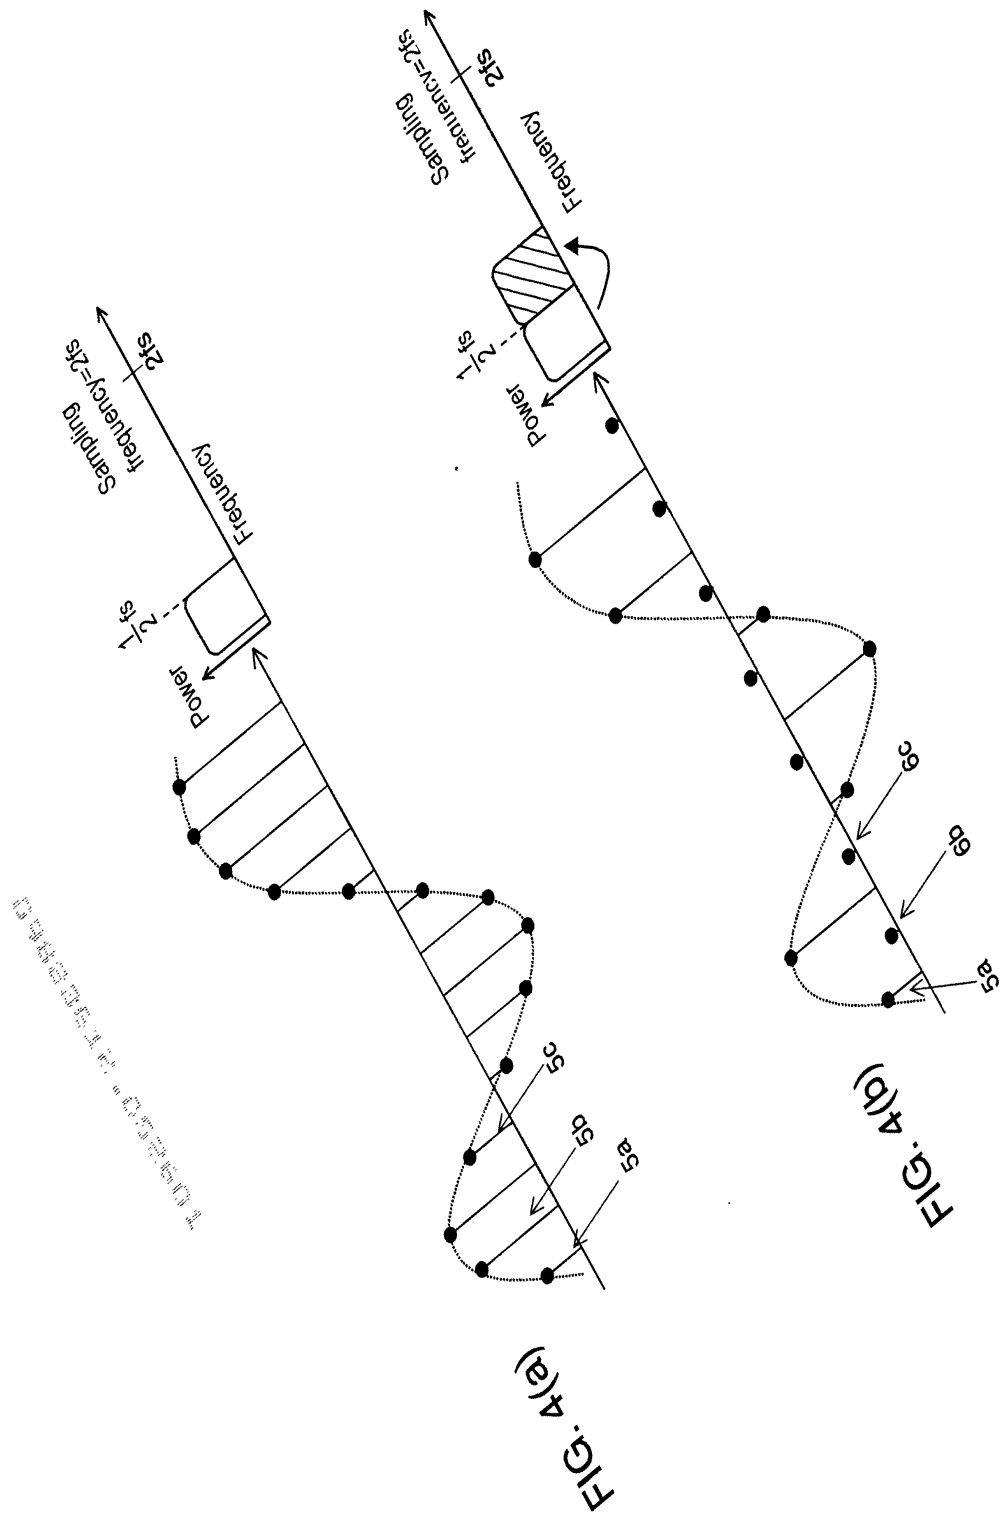 FIG. 4(a)
5a
5b
5c
Power
1/2 fs
Frequency
2fs
Sampling
frequency=2fs
FIG. 4(b)
5a
6b
6c
Power
1/2 fs
Frequency
2fs
Sampling
frequency=2fs